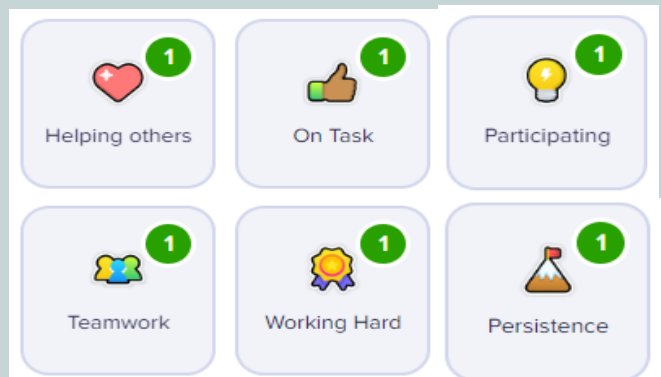 1
1
1
Helping others
On Task
Participating
1
1
1
Teamwork
Working Hard
Persistence